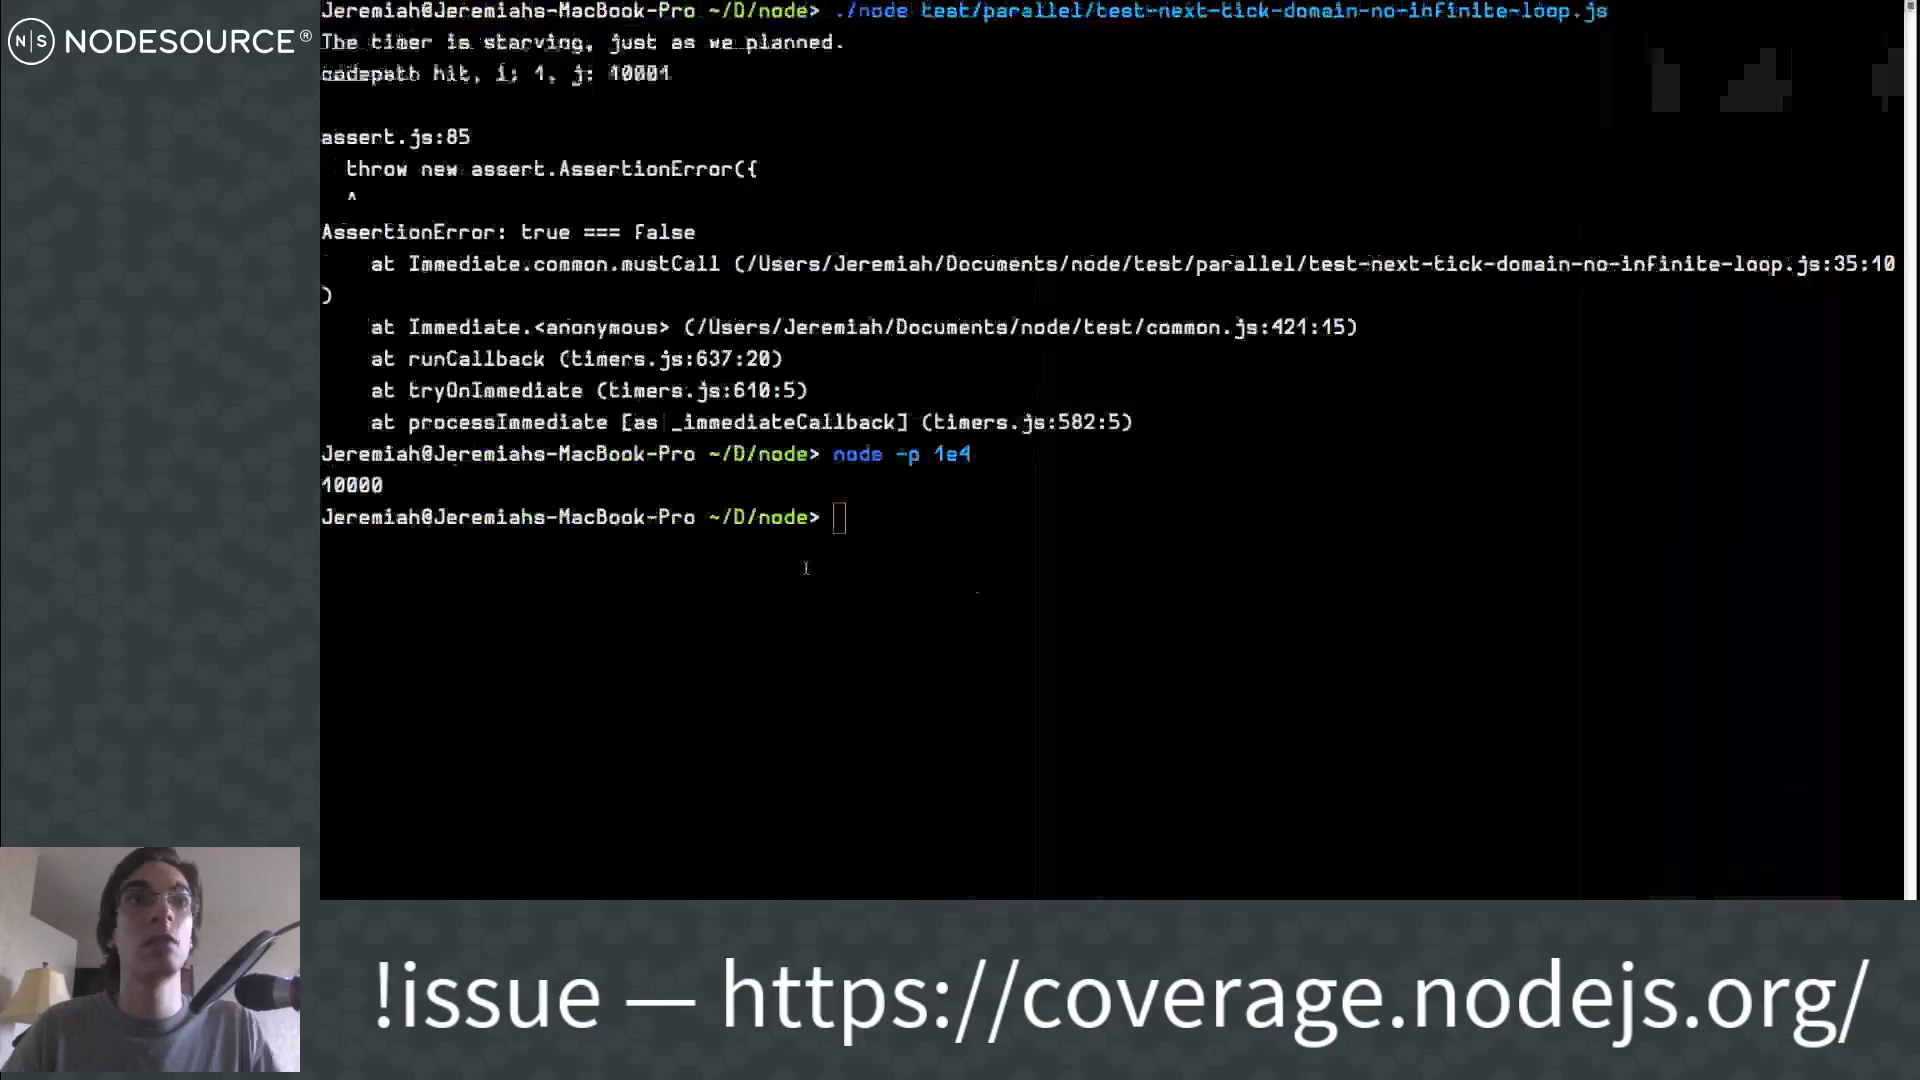 N|S NODESOURCE®
Jeremiah@Jeremiahs-MacBook-Pro ~/D/node> ./node test/parallel/test-next-tick-domain-no-infinite-loop.js
The timer is starving, just as we planned.
codepath hit, i: 1, j: 10001
assert.js:85
throw new assert.AssertionError({
^
AssertionError: true === false
at Immediate.common.mustCall (/Users/Jeremiah/Documents/node/test/parallel/test-next-tick-domain-no-infinite-loop.js:35:10
)
at Immediate.<anonymous> (/Users/Jeremiah/Documents/node/test/common.js:421:15)
at runCallback (timers.js:637:20)
at tryOnImmediate (timers.js:610:5)
at processImmediate [as _immediateCallback] (timers.js:582:5)
Jeremiah@Jeremiahs-MacBook-Pro ~/D/node> node -p 1e4
10000
Jeremiah@Jeremiahs-MacBook-Pro ~/D/node>
!issue — https://coverage.nodejs.org/